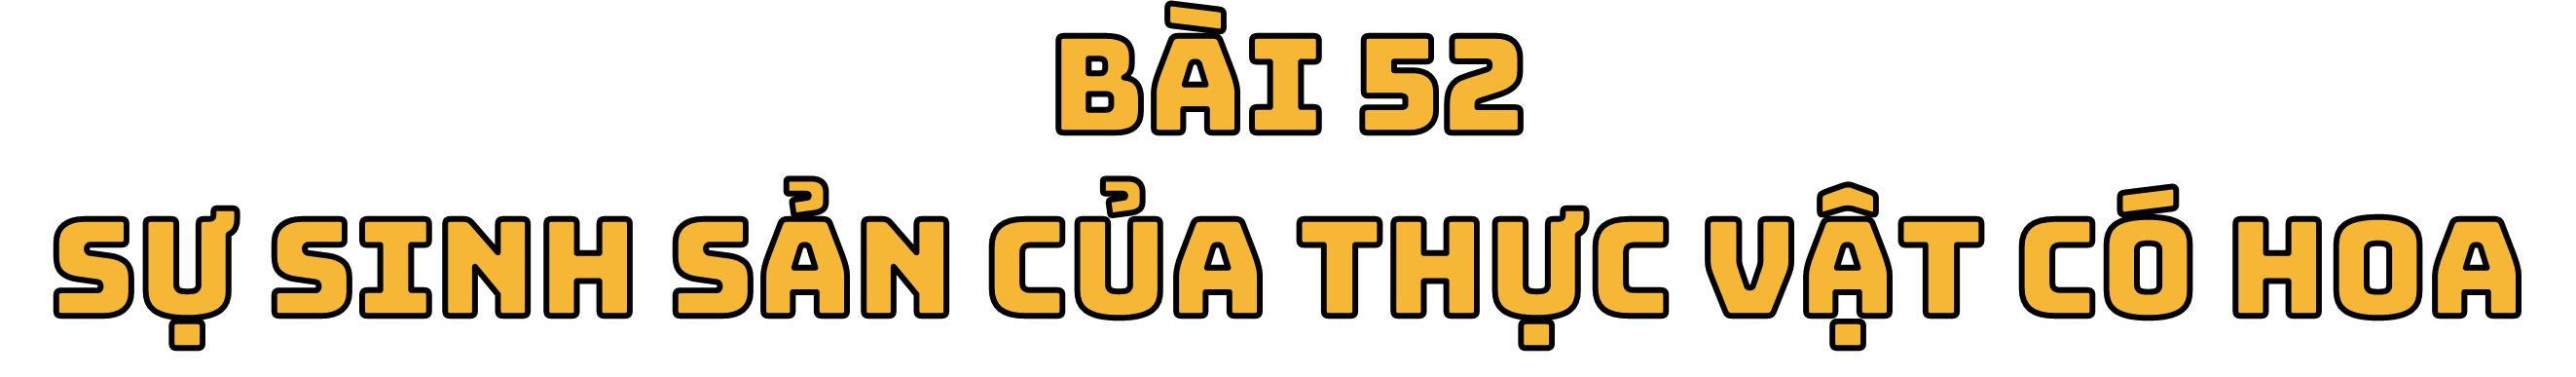 BÀI 52
SỰ SINH SẢN CỦA THỰC VẬT CÓ HOA